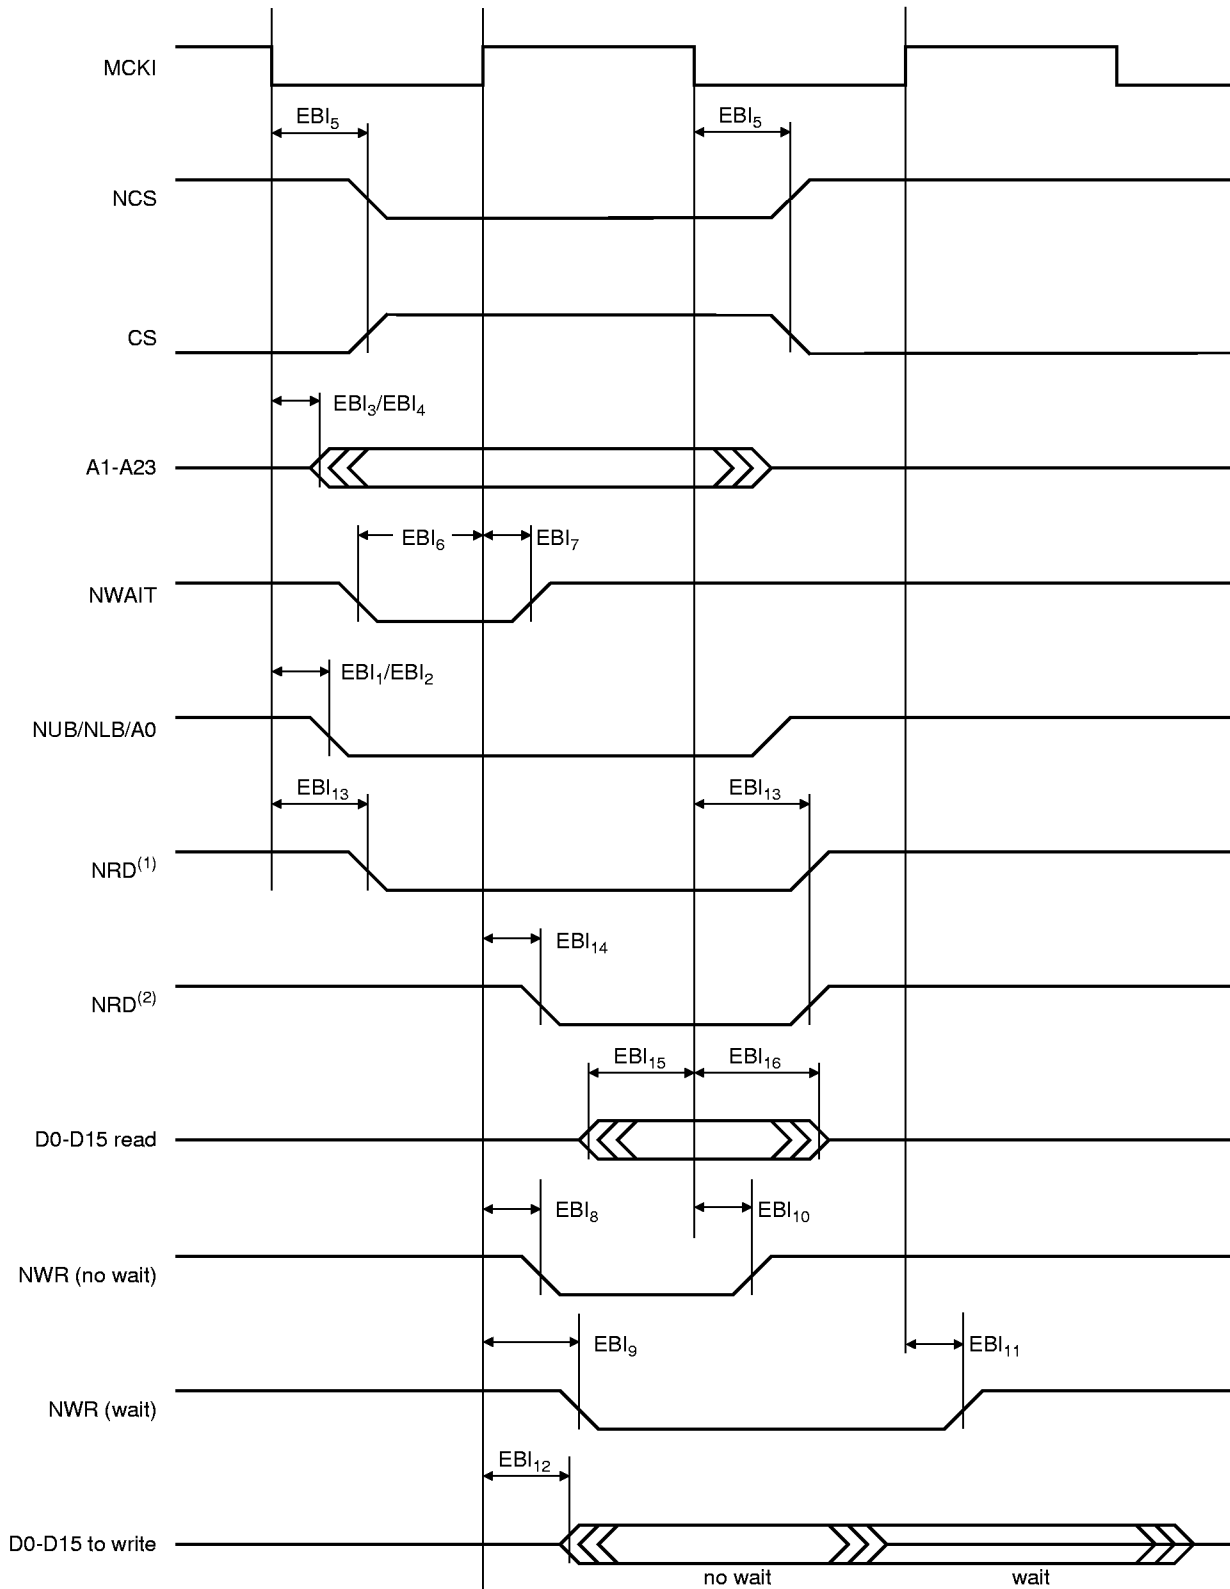 MCKI
EBI5 EBI5
NCS
CS
EBI3/EBI4
A1-A23
EBI6 EBI7
NWAIT
EBI1/EBI2
NUB/NLB/A0
EBI13 EBI13
NRD(1)
EBI14
NRD(2)
EBI15 EBI16
D0-D15 read
EBI8 EBI10
NWR (no wait)
EBI9 EBI11
NWR (wait)
EBI12
D0-D15 to write
no wait wait